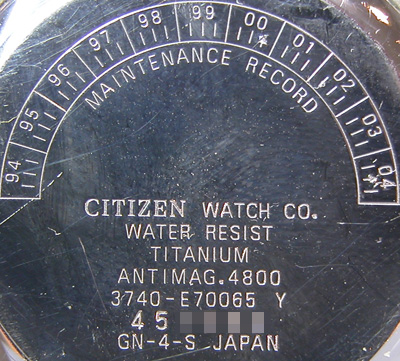 94 95 96 97 98 99 00 01 02 03 04
MAINTENANCE RECORD
CITIZEN WATCH CO.
WATER RESIST
TITANIUM
ANTIMAG.4800
3740-E70065 Y
45
GN-4-S JAPAN